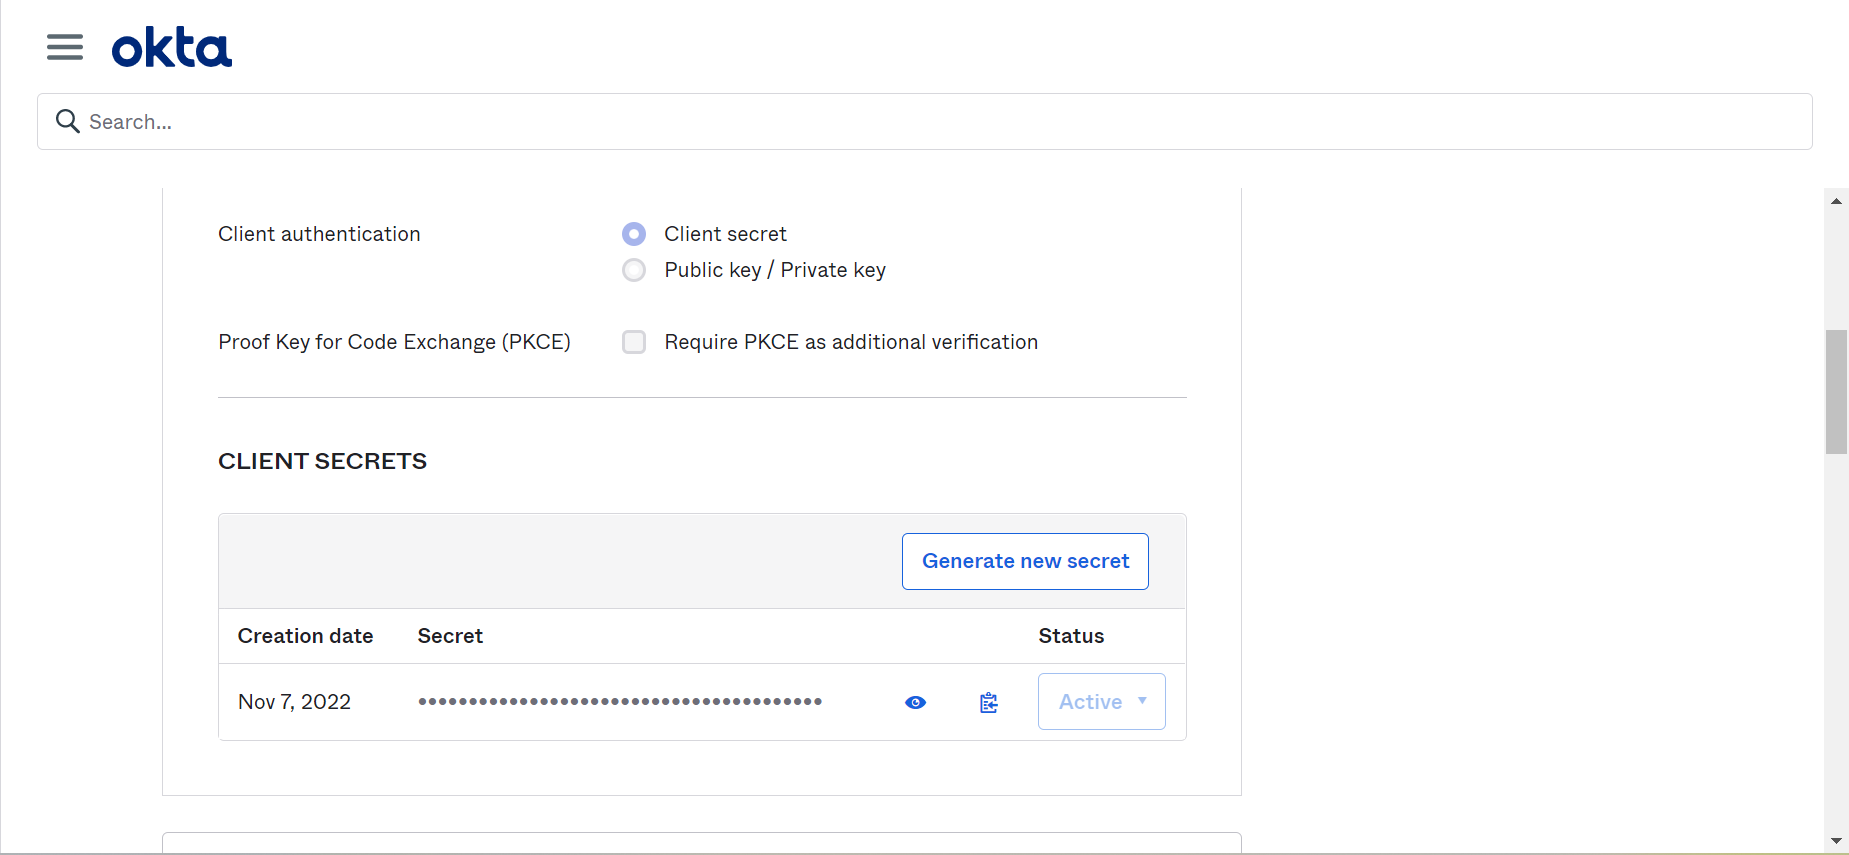 okta
Search...
Client authentication
Client secret
Public key / Private key
Proof Key for Code Exchange (PKCE)
Require PKCE as additional verification
CLIENT SECRETS
Generate new secret
Creation date Secret Status
Nov 7, 2022 •••••••••••••••••••••••••••••••••••••••• Active